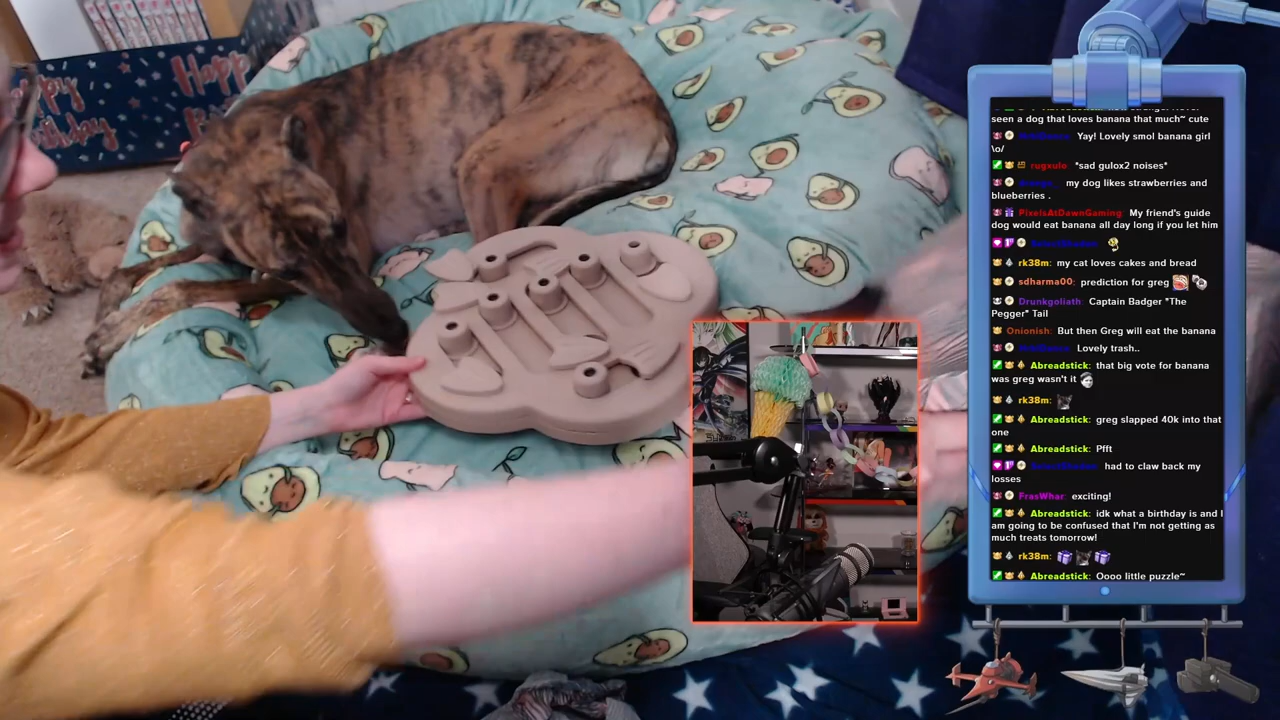 Happy
Birthday
Happy
seen a dog that loves banana that much~ cute
Yay! Lovely smol banana girl
\o/
rugxulo: *sad gulox2 noises*
my dog likes strawberries and
blueberries .
PixelsAtDawnGaming: My friend's guide
dog would eat banana all day long if you let him
rk38m: my cat loves cakes and bread
sdharma00: prediction for greg
Drunkgoliath: Captain Badger "The
Pegger" Tail
Onionish: But then Greg will eat the banana
Lovely trash..
Abreadstick: that big vote for banana
was greg wasn't it
rk38m:
Abreadstick: greg slapped 40k into that
one
Abreadstick: Pfft
had to claw back my
losses
FrasWhar: exciting!
Abreadstick: idk what a birthday is and I
am going to be confused that I'm not getting as
much treats tomorrow!
rk38m:
Abreadstick: Oooo little puzzle~